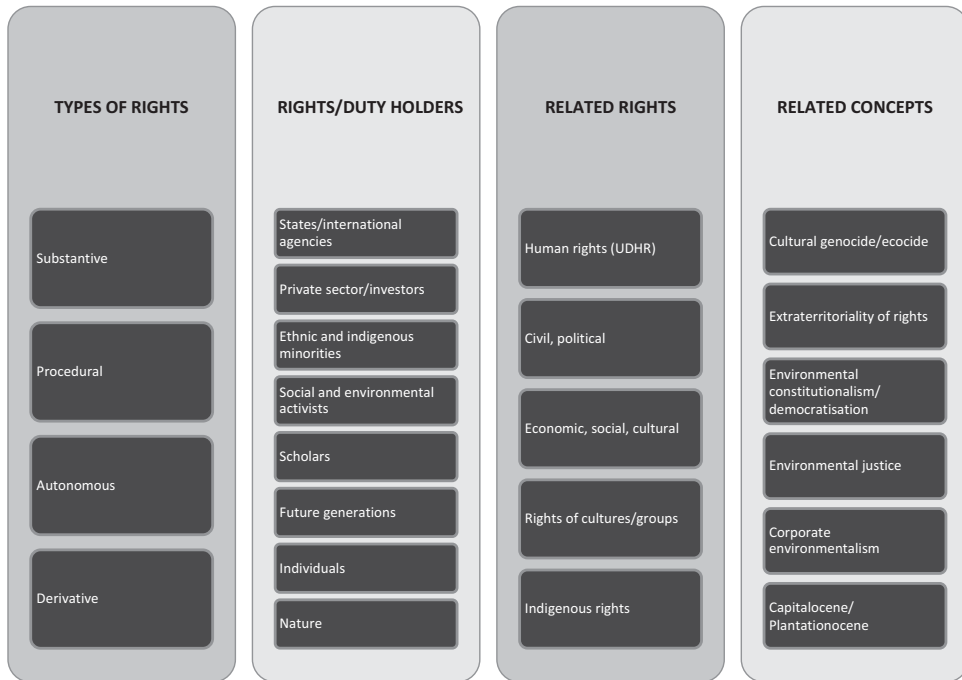 TYPES OF RIGHTS
Substantive
Procedural
Autonomous
Derivative
RIGHTS/DUTY HOLDERS
States/international
agencies
Private sector/investors
Ethnic and indigenous
minorities
Social and environmental
activists
Scholars
Future generations
Individuals
Nature
RELATED RIGHTS
Human rights (UDHR)
Civil, political
Economic, social, cultural
Rights of cultures/groups
Indigenous rights
RELATED CONCEPTS
Cultural genocide/ecocide
Extraterritoriality of rights
Environmental
constitutionalism/
democratisation
Environmental justice
Corporate
environmentalism
Capitalocene/
Plantationocene